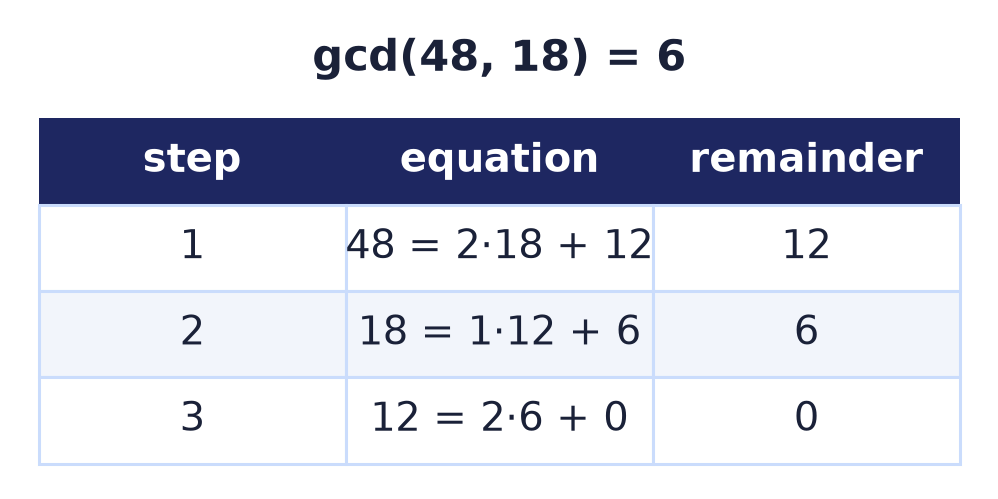 gcd(48, 18) = 6
step equation remainder
1 48 = 2·18 + 12 12
2 18 = 1·12 + 6 6
3 12 = 2·6 + 0 0